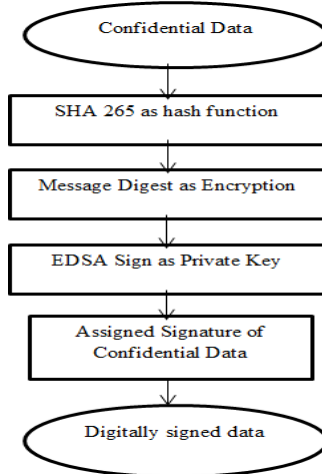 Confidential Data
SHA 265 as hash function
Message Digest as Encryption
EDSA Sign as Private Key
Assigned Signature of
Confidential Data
Digitally signed data